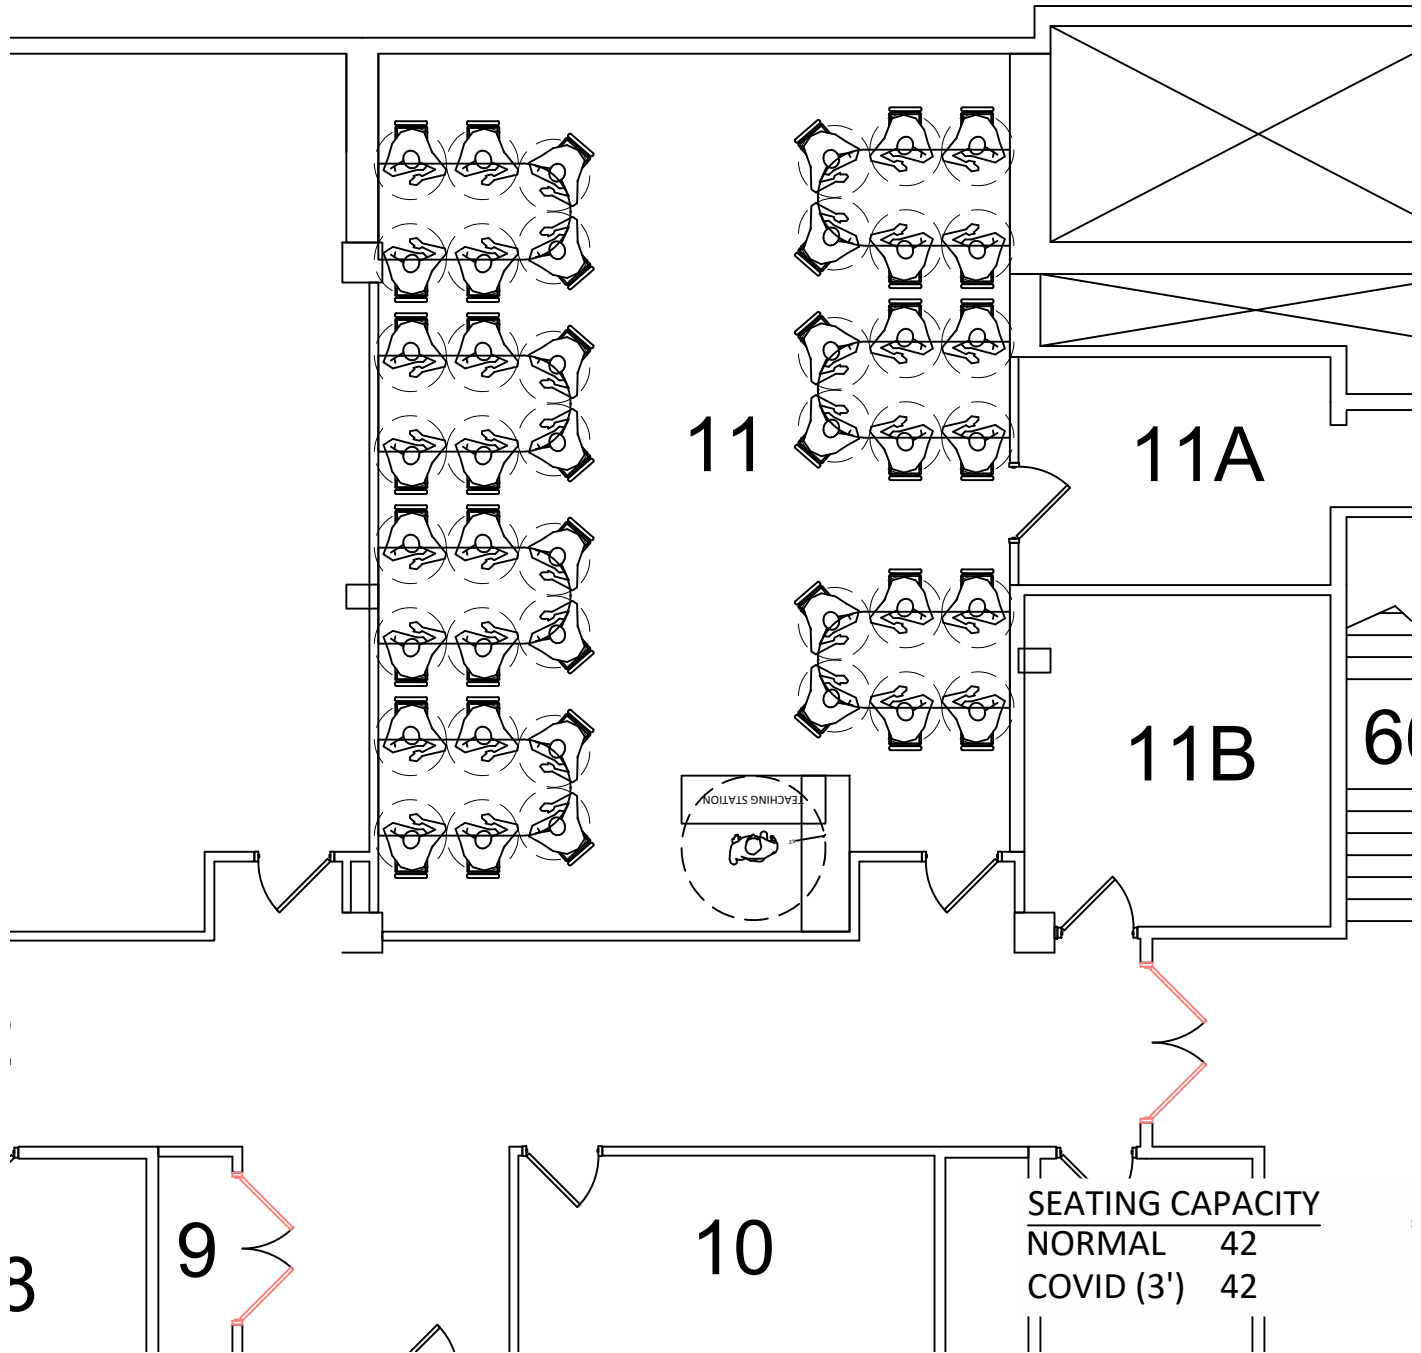 11
11A
11B
TEACHING STATION
9
10
SEATING CAPACITY
NORMAL 42
COVID (3') 42